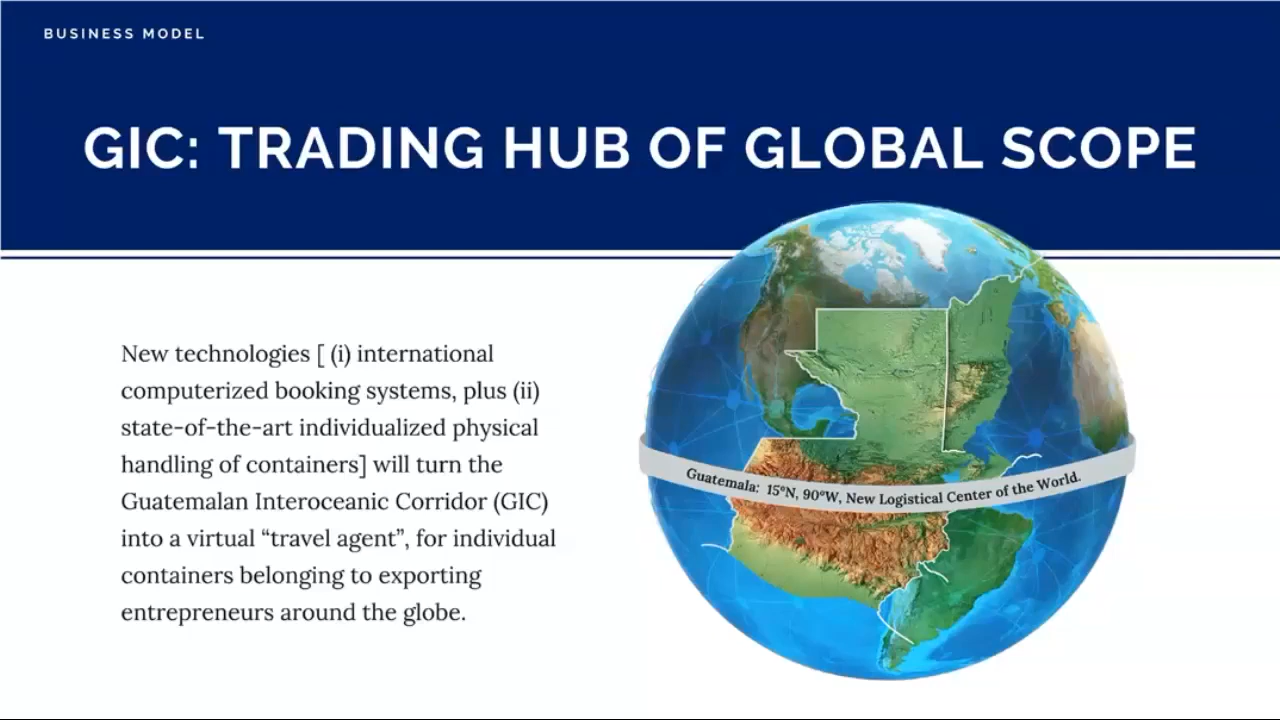 BUSINESS MODEL
GIC: TRADING HUB OF GLOBAL SCOPE
New technologies [ (i) international
computerized booking systems, plus (ii)
state-of-the-art individualized physical
handling of containers] will turn the
Guatemalan Interoceanic Corridor (GIC)
into a virtual “travel agent”, for individual
containers belonging to exporting
entrepreneurs around the globe.
Guatemala: 15ºN, 90ºW, New Logistical Center of the World.